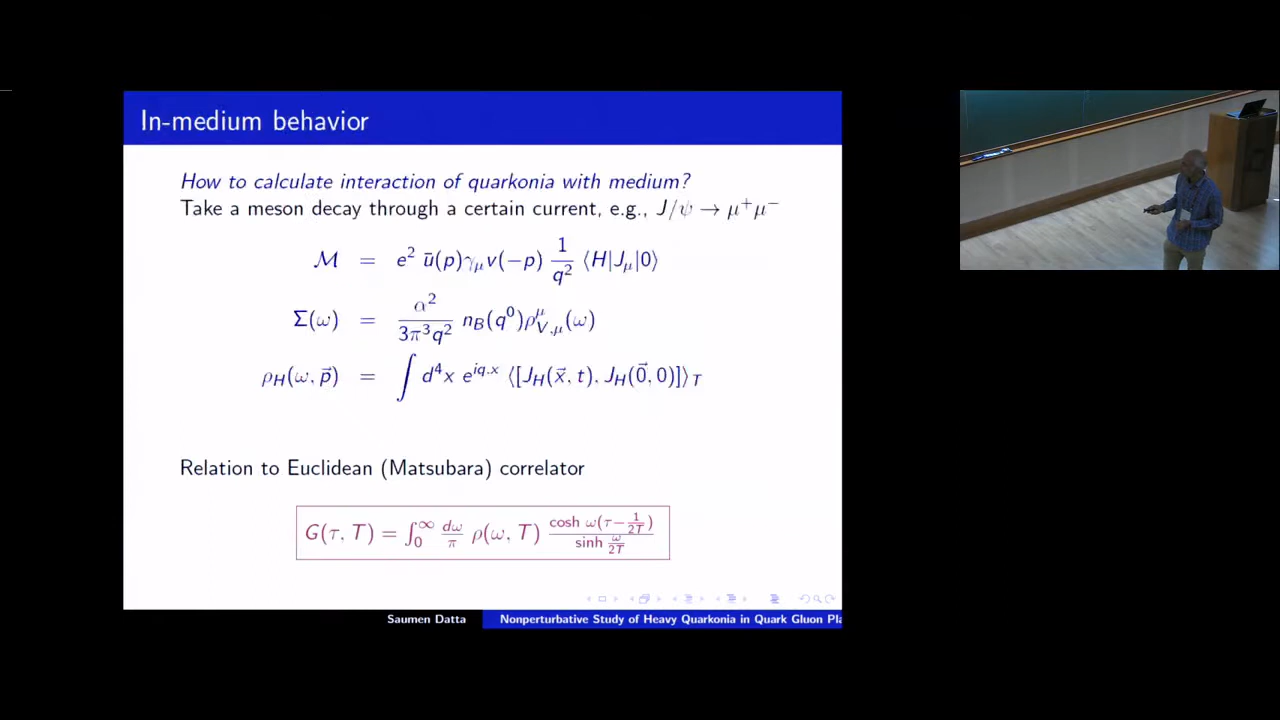 In-medium behavior
How to calculate interaction of quarkonia with medium?
Take a meson decay through a certain current, e.g., J/ψ → μ⁺μ⁻
ℳ = e² ū(p)γ_μ v(−p) 1/q² ⟨H|J_μ|0⟩
Σ(ω) = α²/(3π³q²) n_B(q⁰)ρ^μ_{V,μ}(ω)
ρ_H(ω, p⃗) = ∫ d⁴x e^{iq.x} ⟨[J_H(x⃗, t), J_H(0⃗, 0)]⟩_T
Relation to Euclidean (Matsubara) correlator
G(τ, T) = ∫₀^∞ dω/π ρ(ω, T) cosh ω(τ−1/2T) / sinh ω/2T
Saumen Datta Nonperturbative Study of Heavy Quarkonia in Quark Gluon Pla